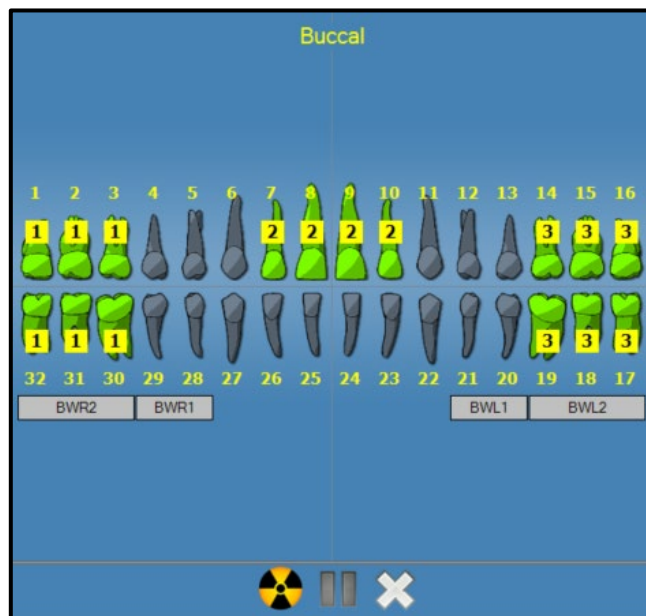 Buccal
1 2 3 4 5 6 7 8 9 10 11 12 13 14 15 16
1 1 1 2 2 2 2 3 3 3
1 1 1 3 3 3
32 31 30 29 28 27 26 25 24 23 22 21 20 19 18 17
BWR2 BWR1 BWL1 BWL2